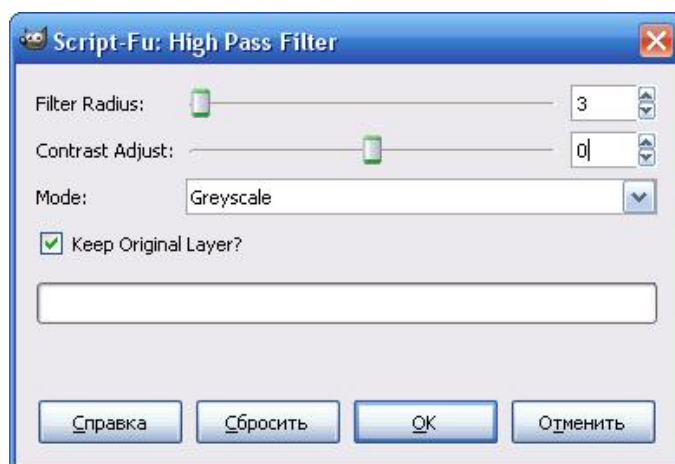 Script-Fu: High Pass Filter
Filter Radius: 3
Contrast Adjust: 0
Mode: Greyscale
Keep Original Layer?
Справка Сбросить OK Отменить